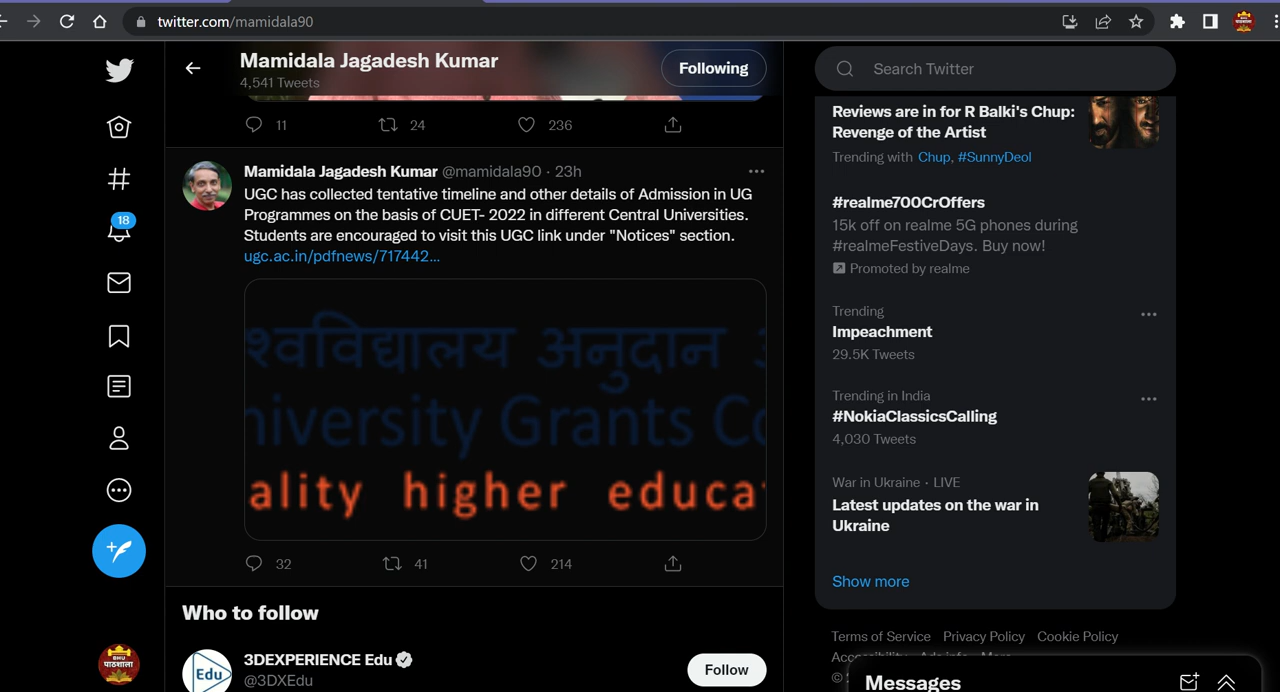 twitter.com/mamidala90
Mamidala Jagadesh Kumar
4,541 Tweets
Following
Search Twitter
11
24
236
Mamidala Jagadesh Kumar @mamidala90 · 23h
UGC has collected tentative timeline and other details of Admission in UG
Programmes on the basis of CUET- 2022 in different Central Universities.
Students are encouraged to visit this UGC link under "Notices" section.
ugc.ac.in/pdfnews/717442...
श्वविद्यालय अनुदान
niversity Grants Co
ality higher educa
32
41
214
Who to follow
3DEXPERIENCE Edu
@3DXEdu
Follow
Edu
18
BHU
पाठशाला
Reviews are in for R Balki's Chup:
Revenge of the Artist
Trending with Chup, #SunnyDeol
#realme700CrOffers
15k off on realme 5G phones during
#realmeFestiveDays. Buy now!
Promoted by realme
Trending
Impeachment
29.5K Tweets
Trending in India
#NokiaClassicsCalling
4,030 Tweets
War in Ukraine · LIVE
Latest updates on the war in
Ukraine
Show more
Terms of Service Privacy Policy Cookie Policy
Messages